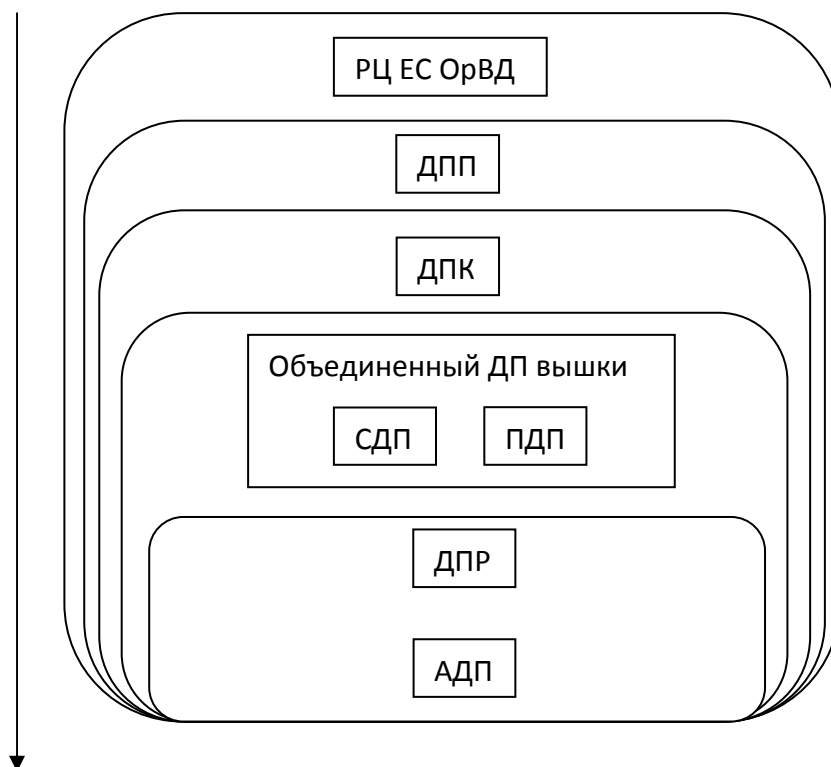 РЦ ЕС ОрВД
ДПП
ДПК
Объединенный ДП вышки
СДП ПДП
ДПР
АДП